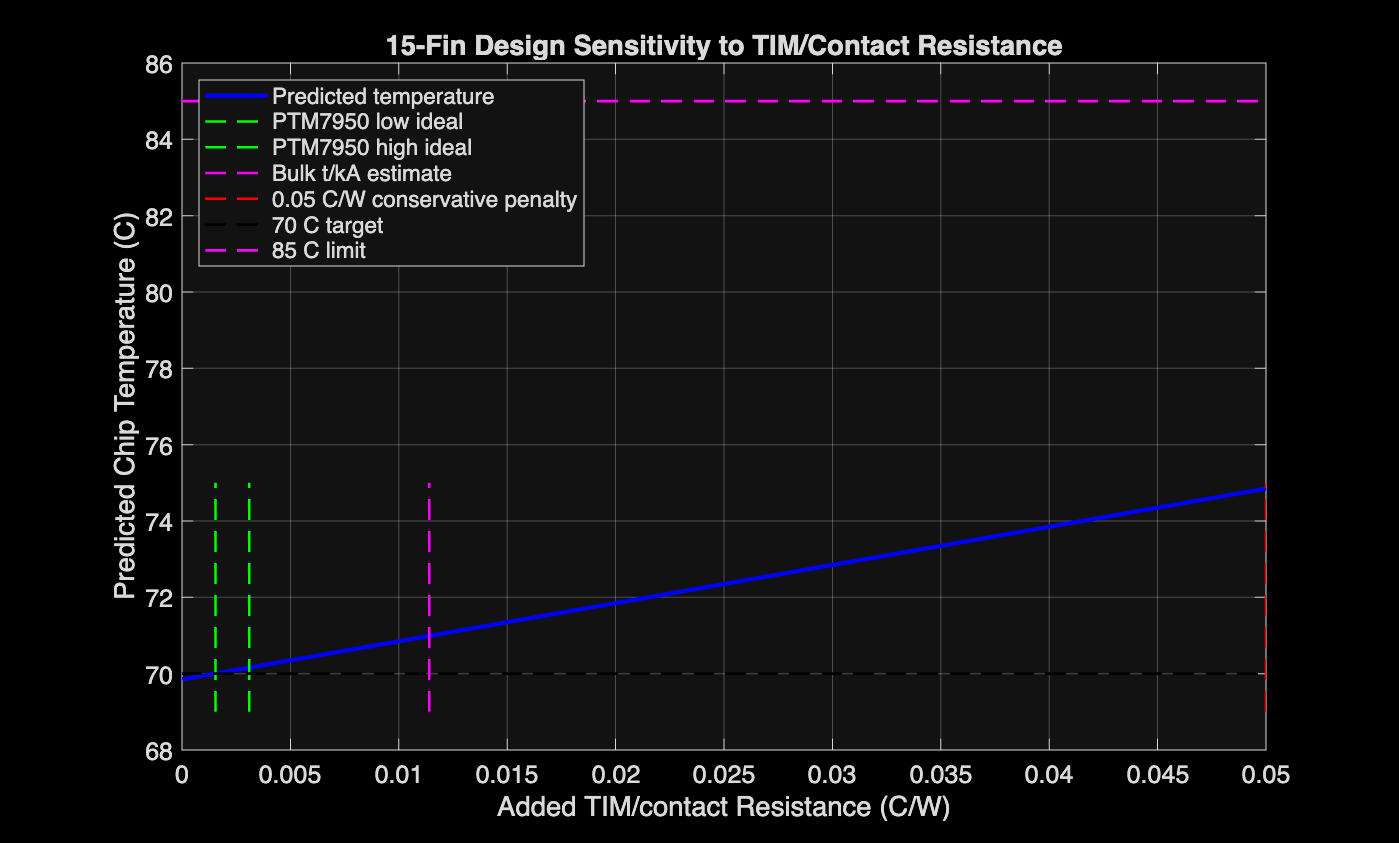 15-Fin Design Sensitivity to TIM/Contact Resistance
86
84
82
80
78
76
74
72
70
68
Predicted Chip Temperature (C)
Predicted temperature
PTM7950 low ideal
PTM7950 high ideal
Bulk t/kA estimate
0.05 C/W conservative penalty
70 C target
85 C limit
0 0.005 0.01 0.015 0.02 0.025 0.03 0.035 0.04 0.045 0.05
Added TIM/contact Resistance (C/W)